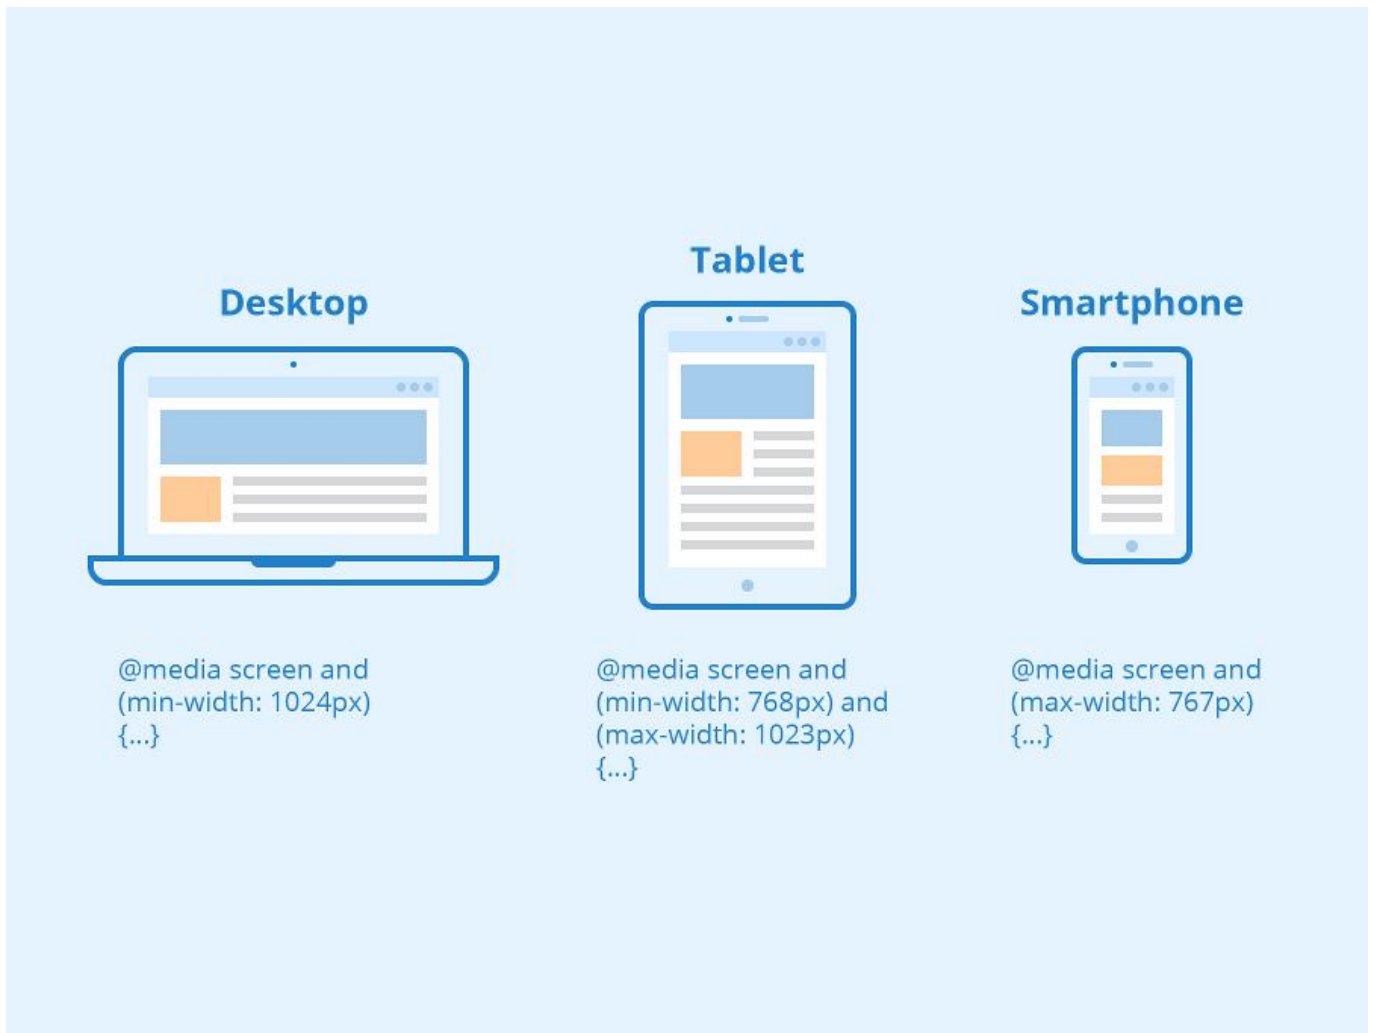 Desktop
@media screen and
(min-width: 1024px)
{...}
Tablet
@media screen and
(min-width: 768px) and
(max-width: 1023px)
{...}
Smartphone
@media screen and
(max-width: 767px)
{...}